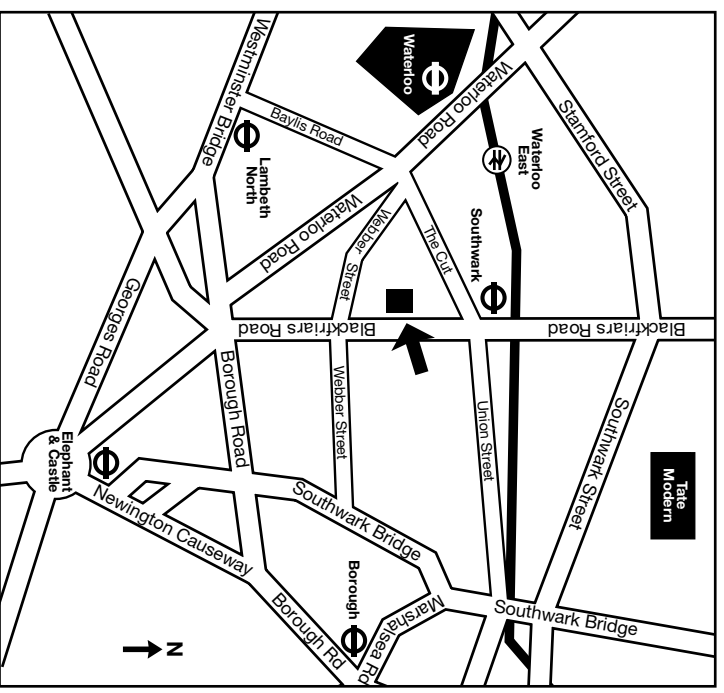 Waterloo
Westminster Bridge
Baylis Road
Waterloo Road
Lambeth
North
Waterloo Road
Waterloo
East
Stamford Street
Southwark
The Cut
Webber
Street
Blackfriars Road
Blackfriars Road
Georges Road
Borough Road
Webber Street
Union Street
Southwark Street
Tate
Modern
Elephant
& Castle
Newington Causeway
Southwark Bridge
Southwark Bridge
Borough
Marshalsea Rd
Borough Rd
N